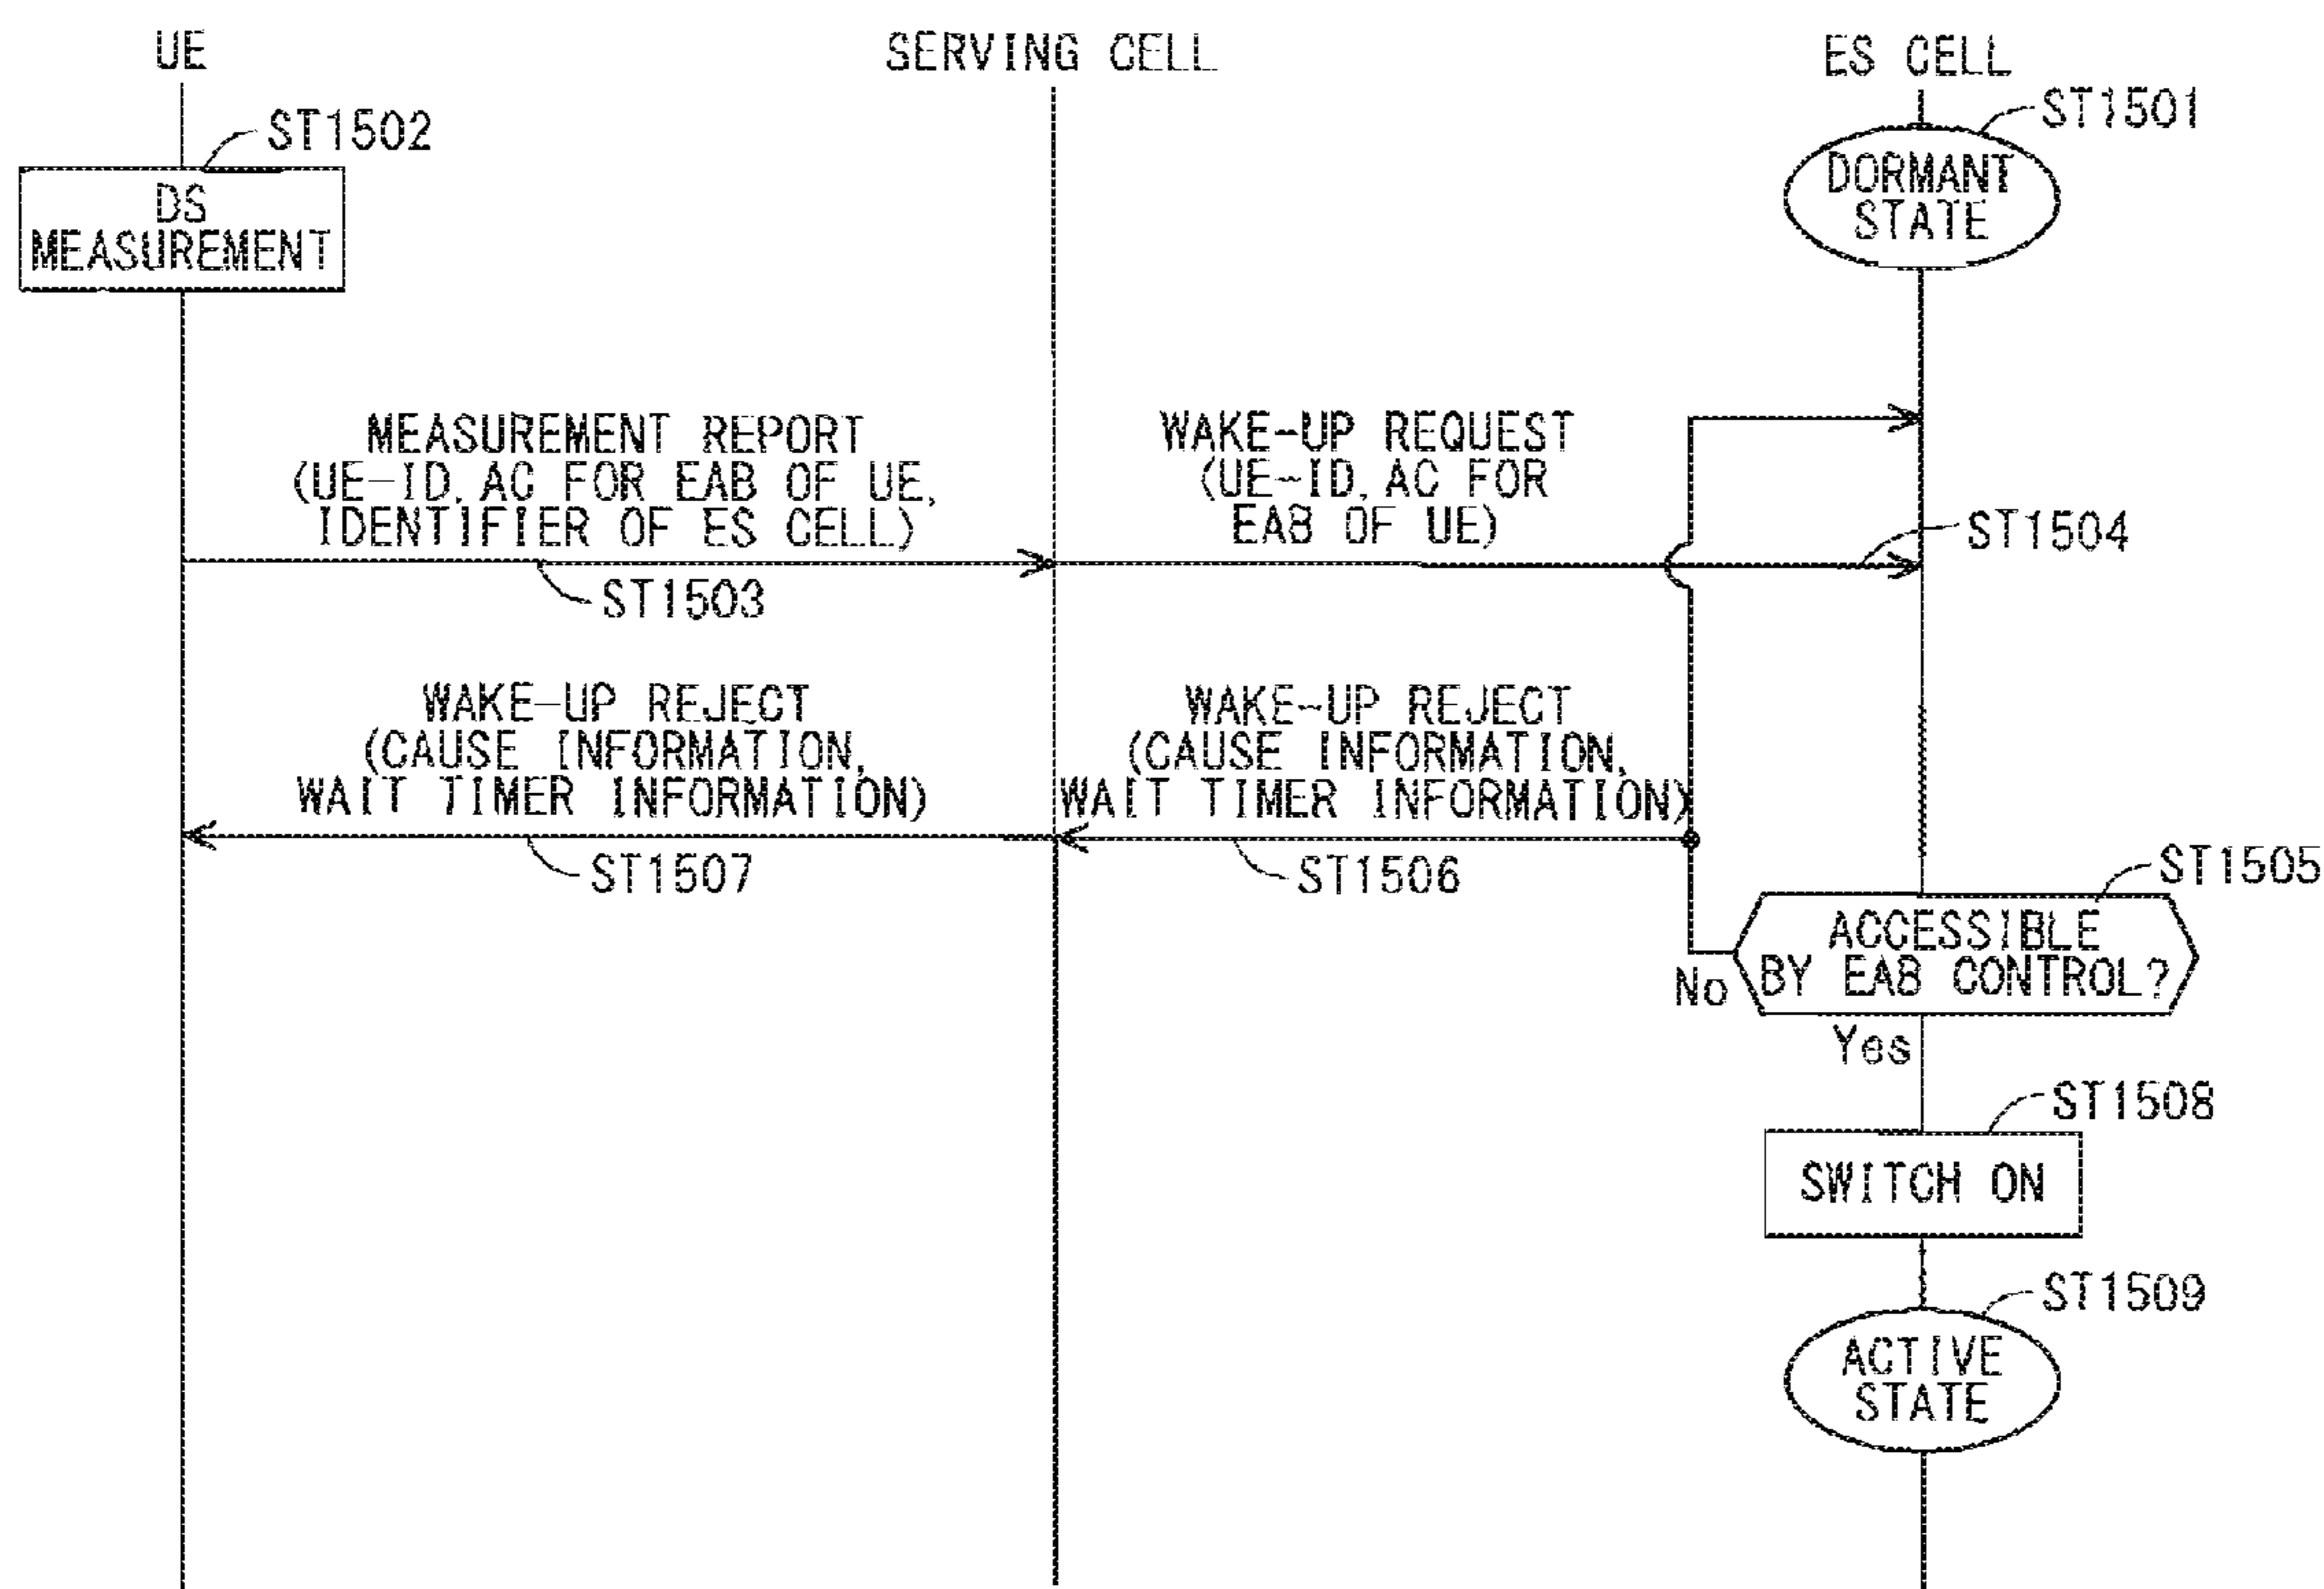 UE
SERVING CELL
ES CELL
ST1501
ST1502
DORMANT
STATE
DS
MEASUREMENT
MEASUREMENT REPORT
(UE-ID, AC FOR EAB OF UE,
IDENTIFIER OF ES CELL)
WAKE-UP REQUEST
(UE-ID, AC FOR
EAB OF UE)
ST1504
ST1503
WAKE-UP REJECT
(CAUSE INFORMATION,
WAIT TIMER INFORMATION)
WAKE-UP REJECT
(CAUSE INFORMATION,
WAIT TIMER INFORMATION)
ST1507
ST1506
ST1505
ACCESSIBLE
BY EAB CONTROL?
No
Yes
ST1508
SWITCH ON
ST1509
ACTIVE
STATE